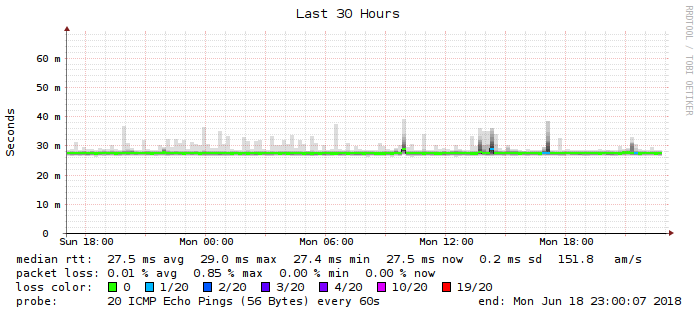 Last 30 Hours
RRDTOOL / TOBI OETIKER
Seconds
60 m
50 m
40 m
30 m
20 m
10 m
0
Sun 18:00 Mon 00:00 Mon 06:00 Mon 12:00 Mon 18:00
median rtt: 27.5 ms avg 29.0 ms max 27.4 ms min 27.5 ms now 0.2 ms sd 151.8 am/s
packet loss: 0.01 % avg 0.85 % max 0.00 % min 0.00 % now
loss color: 0 1/20 2/20 3/20 4/20 10/20 19/20
probe: 20 ICMP Echo Pings (56 Bytes) every 60s end: Mon Jun 18 23:00:07 2018